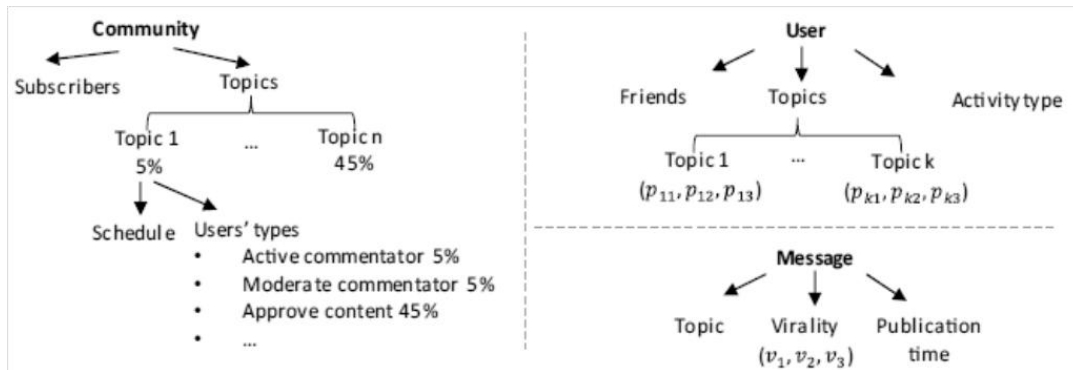 Community
Subscribers
Topics
Topic 1
...
Topic n
5%
45%
Schedule
Users' types
• Active commentator 5%
• Moderate commentator 5%
• Approve content 45%
• ...
User
Friends
Topics
Activity type
Topic 1
...
Topic k
(p₁₁, p₁₂, p₁₃)
(pₖ₁, pₖ₂, pₖ₃)
Message
Topic
Virality
(v₁, v₂, v₃)
Publication
time